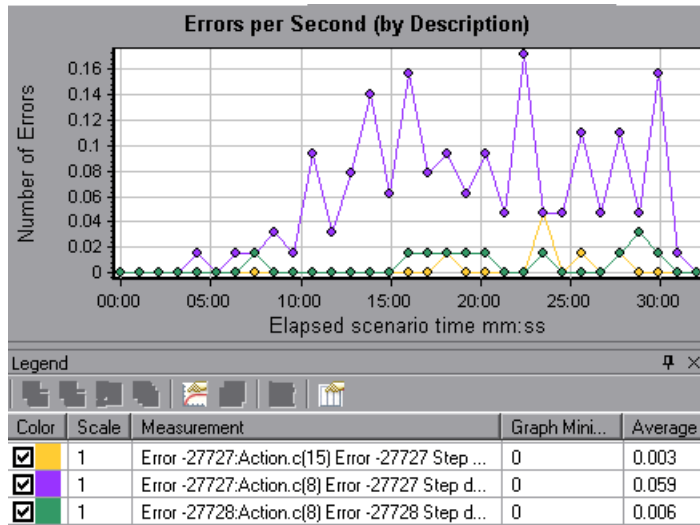 Errors per Second (by Description)
Number of Errors
0.16
0.14
0.12
0.1
0.08
0.06
0.04
0.02
0
00:00 05:00 10:00 15:00 20:00 25:00 30:00
Elapsed scenario time mm:ss
Legend
Color Scale Measurement Graph Mini... Average
1 Error -27727:Action.c(15) Error -27727 Step ... 0 0.003
1 Error -27727:Action.c(8) Error -27727 Step d... 0 0.059
1 Error -27728:Action.c(8) Error -27728 Step d... 0 0.006